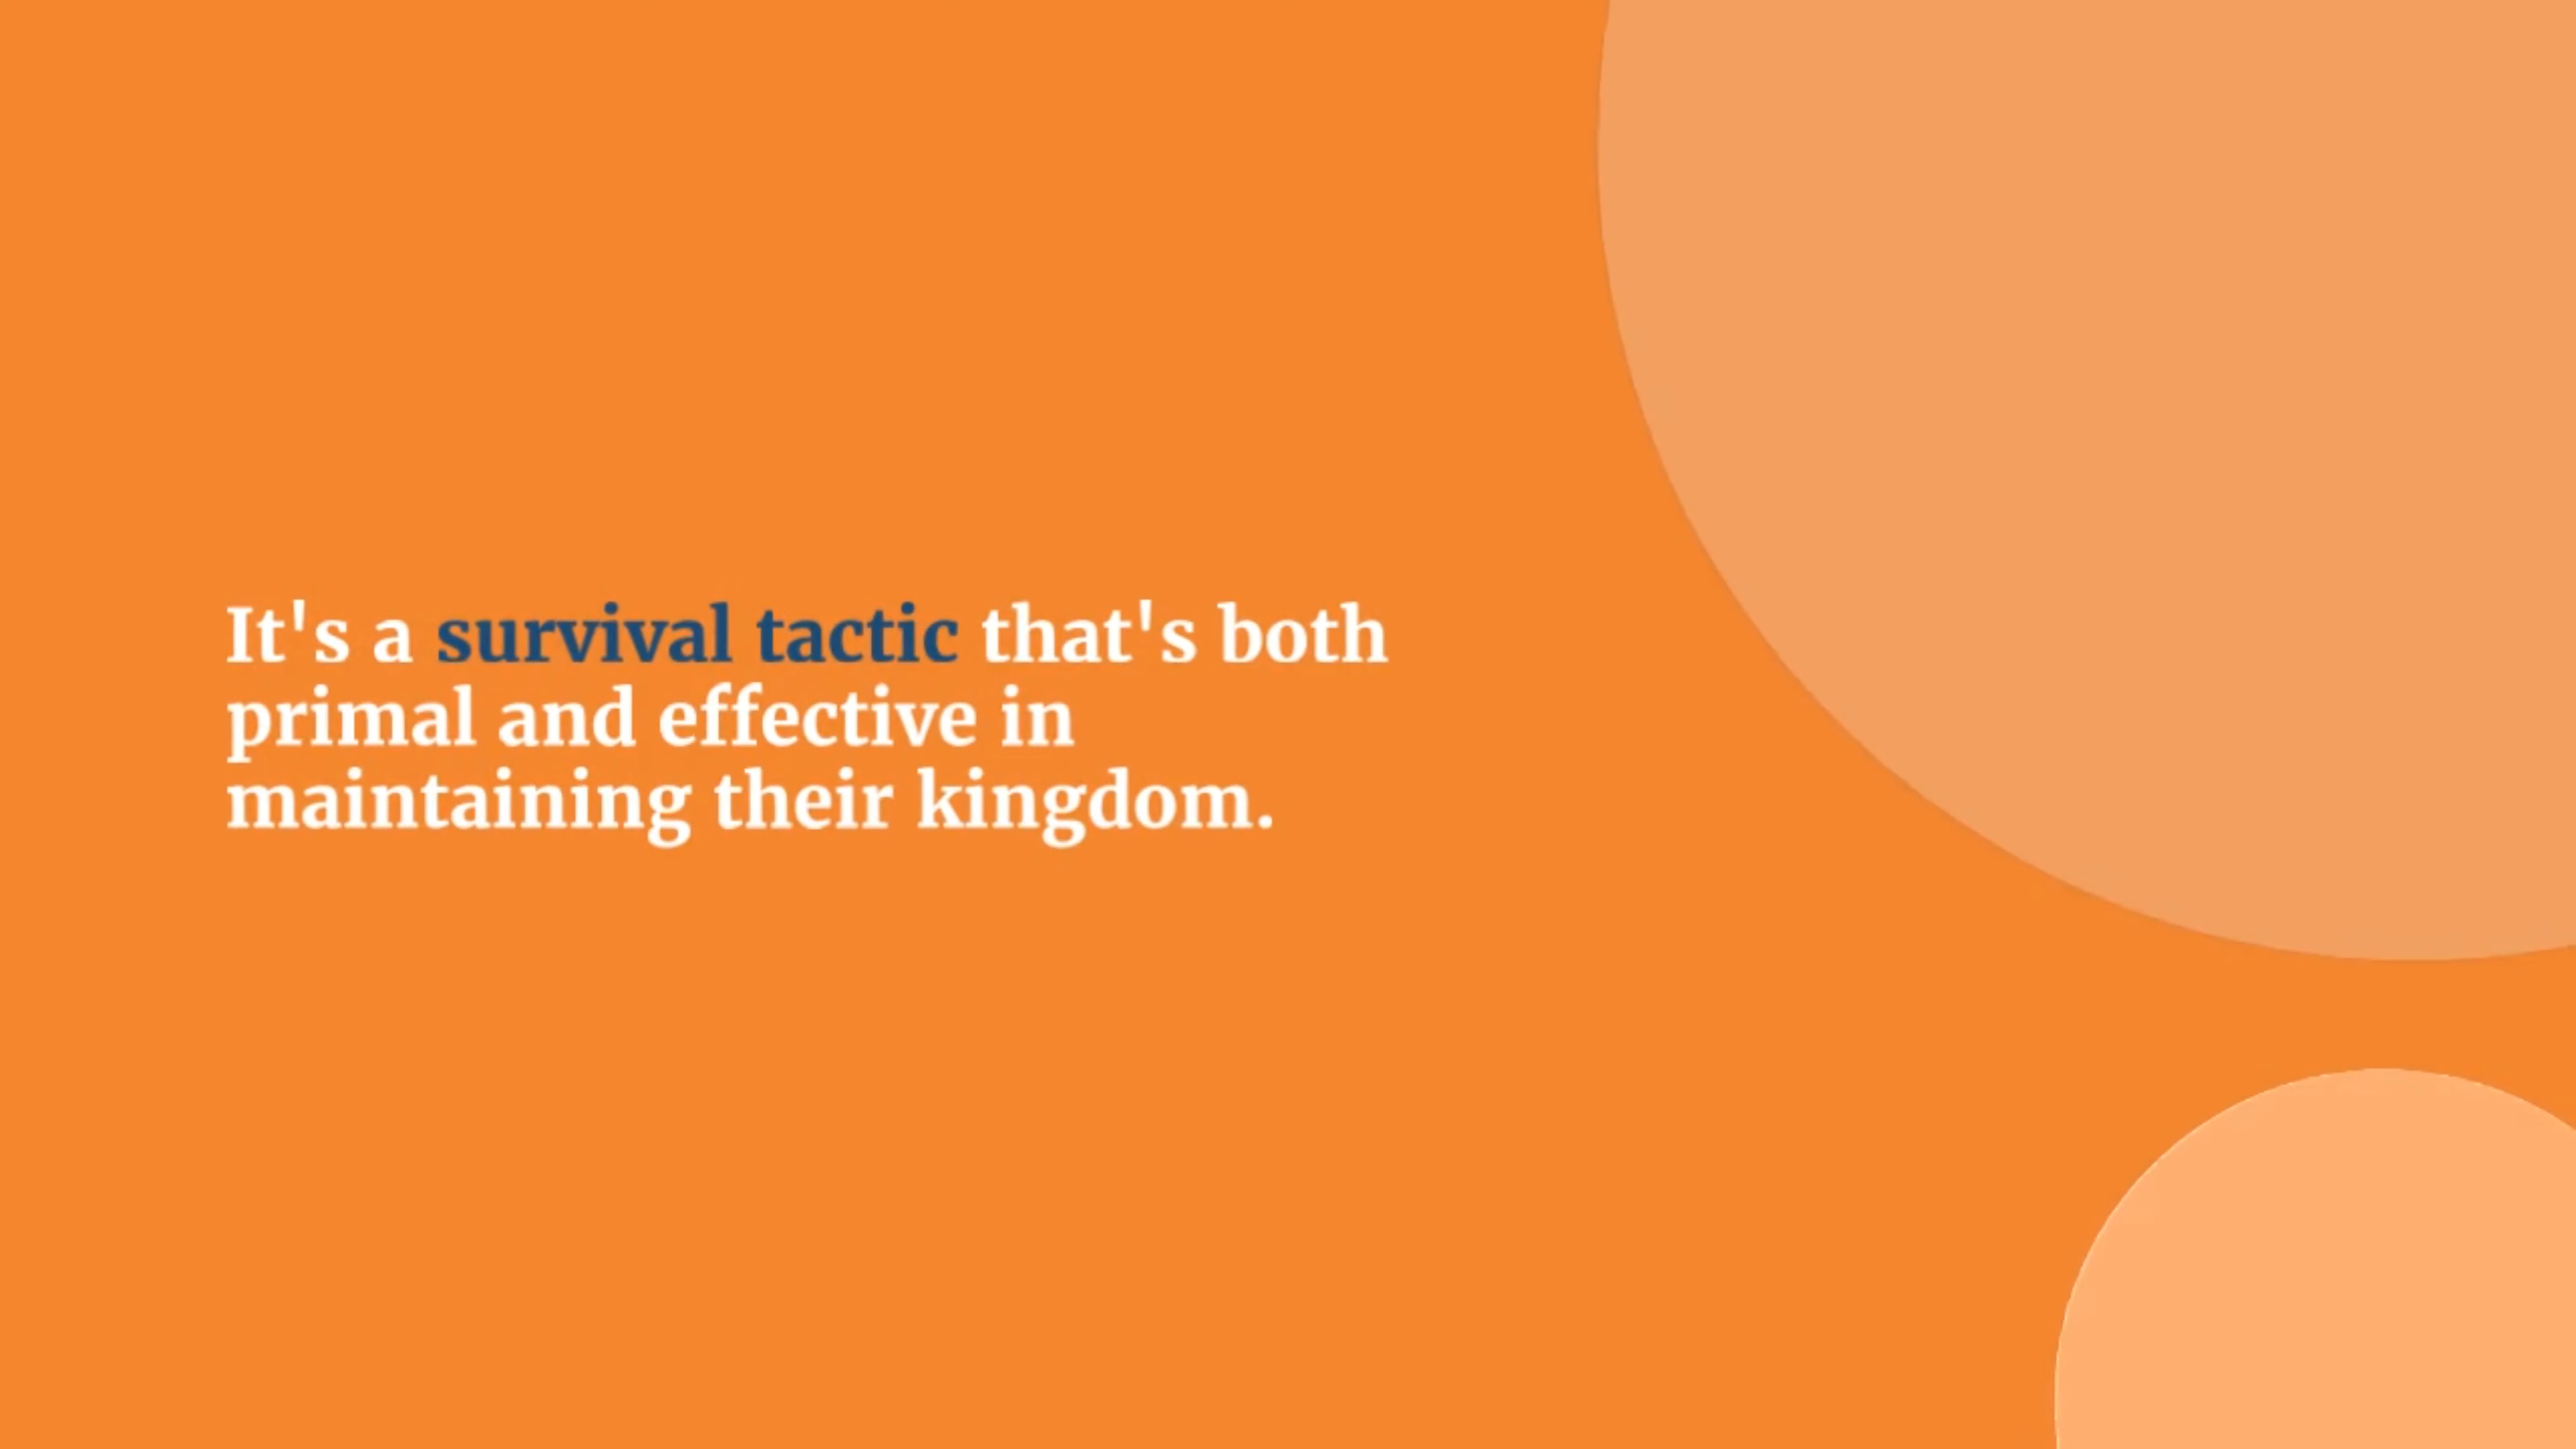 It's a survival tactic that's both
primal and effective in
maintaining their kingdom.